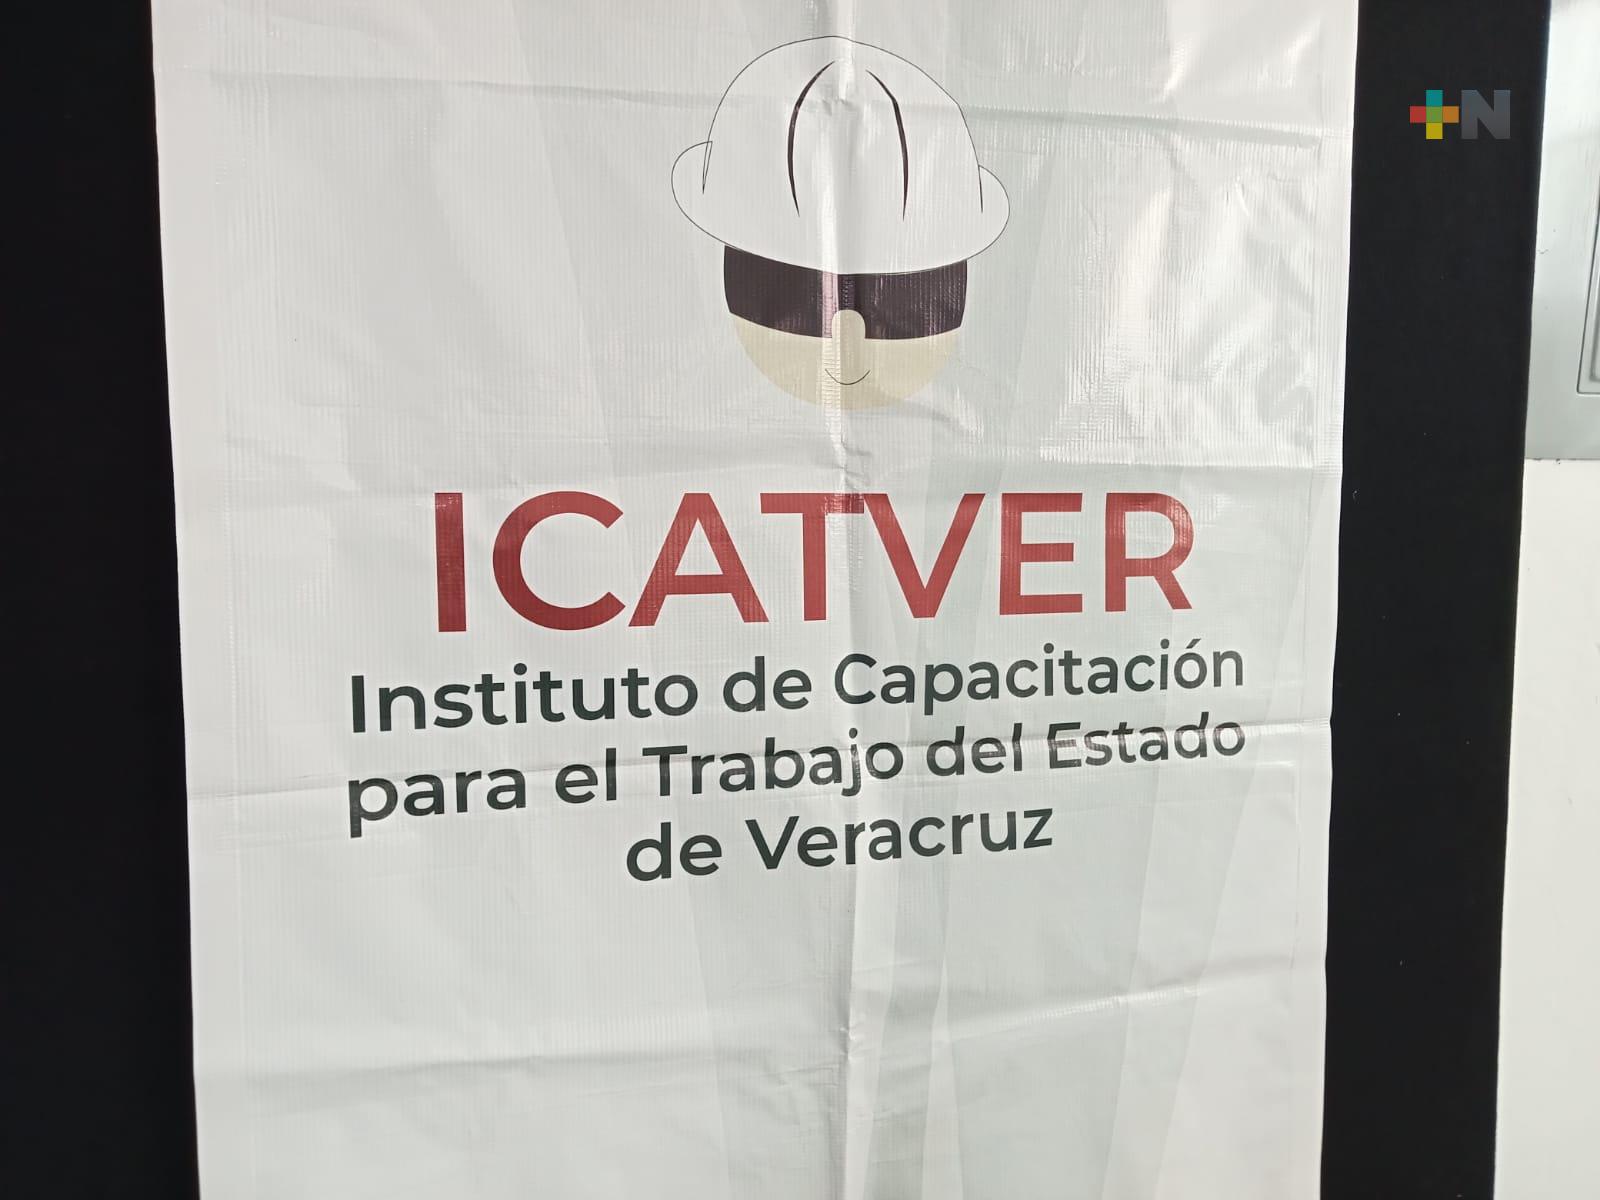 +N
ICATVER
Instituto de Capacitación
para el Trabajo del Estado
de Veracruz